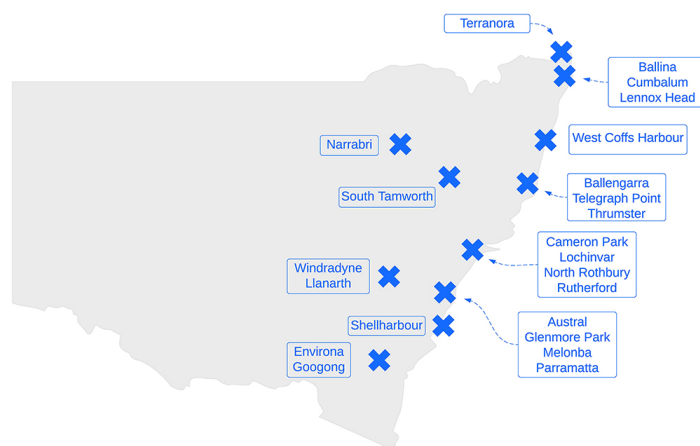 Terranora
Ballina
Cumbalum
Lennox Head
West Coffs Harbour
Narrabri
South Tamworth
Ballengarra
Telegraph Point
Thrumster
Cameron Park
Lochinvar
North Rothbury
Rutherford
Windradyne
Llanarth
Shellharbour
Austral
Glenmore Park
Melonba
Parramatta
Environa
Googong